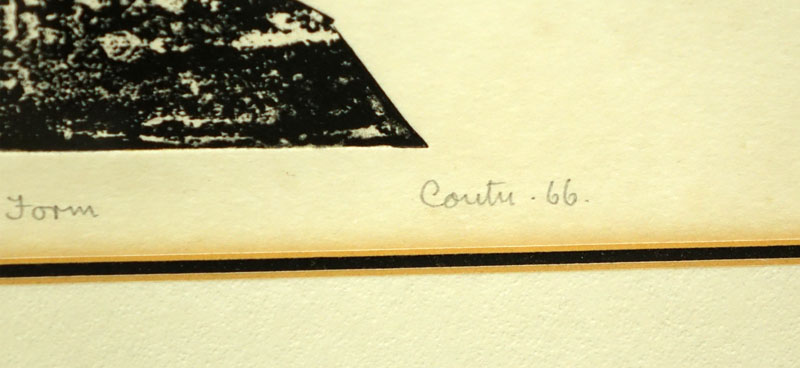 Form
Coutu . 66.